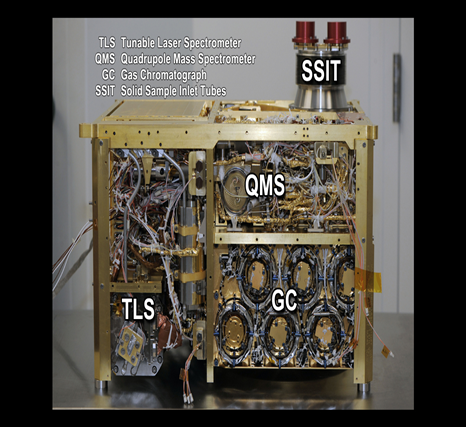 TLS Tunable Laser Spectrometer
QMS Quadrupole Mass Spectrometer
GC Gas Chromatograph
SSIT Solid Sample Inlet Tubes
SSIT
QMS
TLS
GC